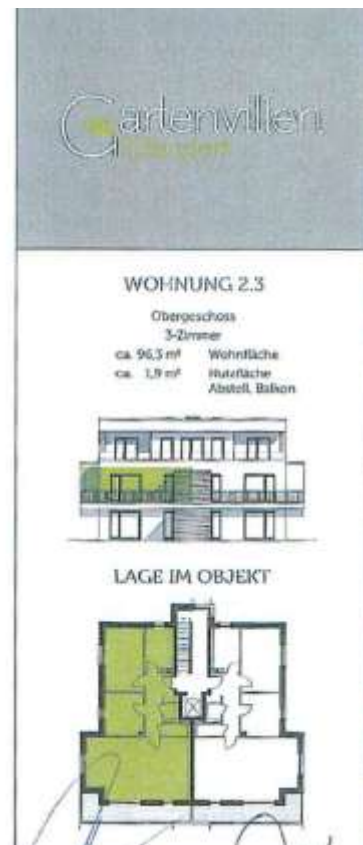 Gartenvillen
WOHNUNG 2.3
Obergeschoss
3-Zimmer
ca. 96,3 m² Wohnfläche
ca. 1,9 m² Nutzfläche
Abstell. Balkon
LAGE IM OBJEKT